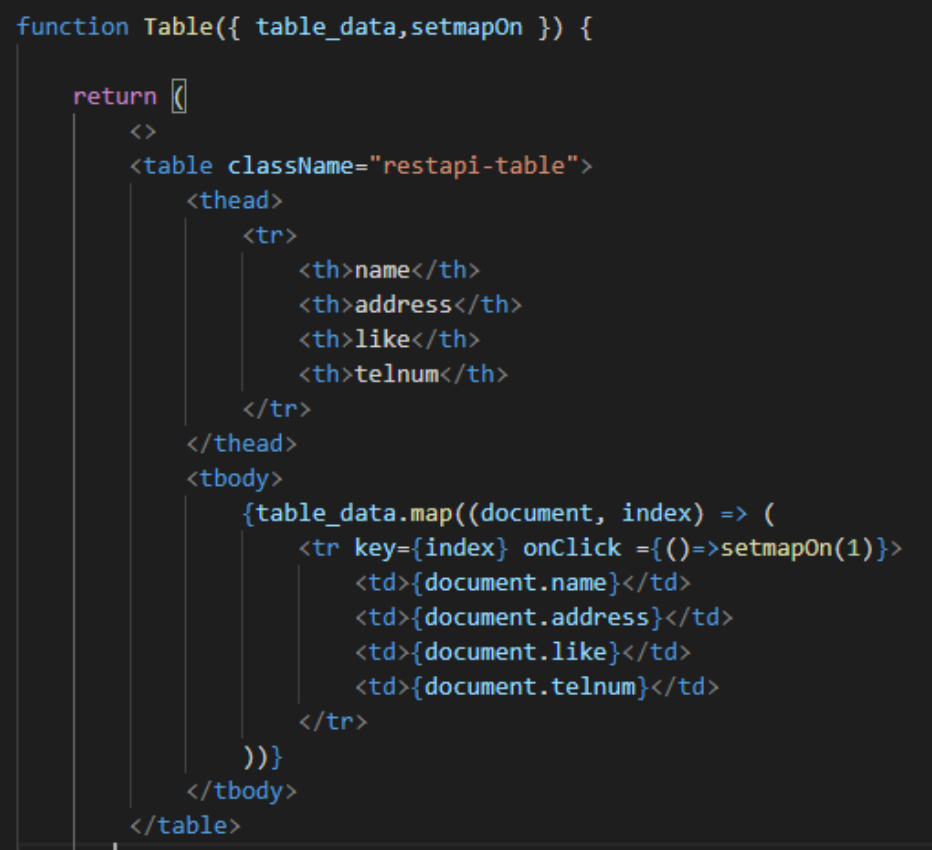 function Table({ table_data,setmapOn }) {
return (
<>
<table className="restapi-table">
<thead>
<tr>
<th>name</th>
<th>address</th>
<th>like</th>
<th>telnum</th>
</tr>
</thead>
<tbody>
{table_data.map((document, index) => (
<tr key={index} onClick ={()=>setmapOn(1)}>
<td>{document.name}</td>
<td>{document.address}</td>
<td>{document.like}</td>
<td>{document.telnum}</td>
</tr>
))}
</tbody>
</table>